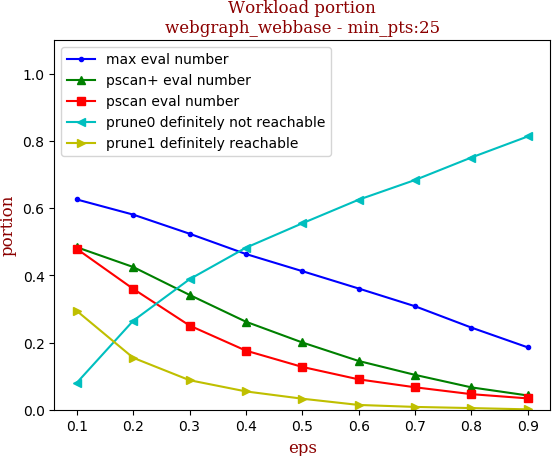 Workload portion
webgraph_webbase - min_pts:25
max eval number
pscan+ eval number
pscan eval number
prune0 definitely not reachable
prune1 definitely reachable
portion
1.0
0.8
0.6
0.4
0.2
0.0
0.1 0.2 0.3 0.4 0.5 0.6 0.7 0.8 0.9
eps